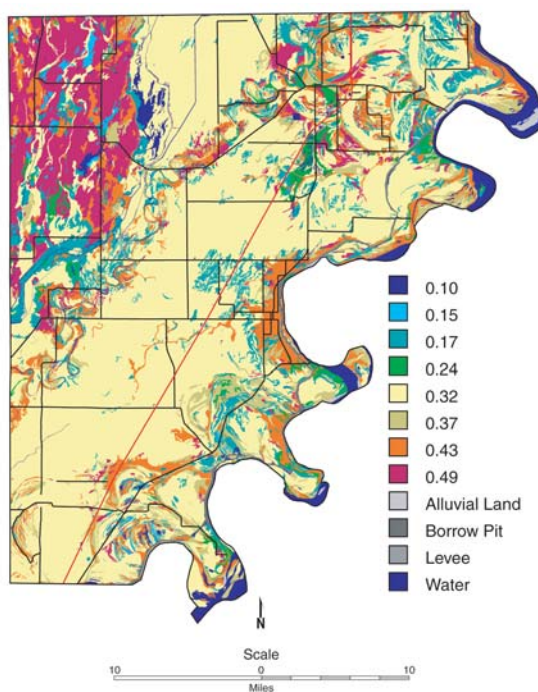 0.10
0.15
0.17
0.24
0.32
0.37
0.43
0.49
Alluvial Land
Borrow Pit
Levee
Water
N
Scale
10 0 10
Miles